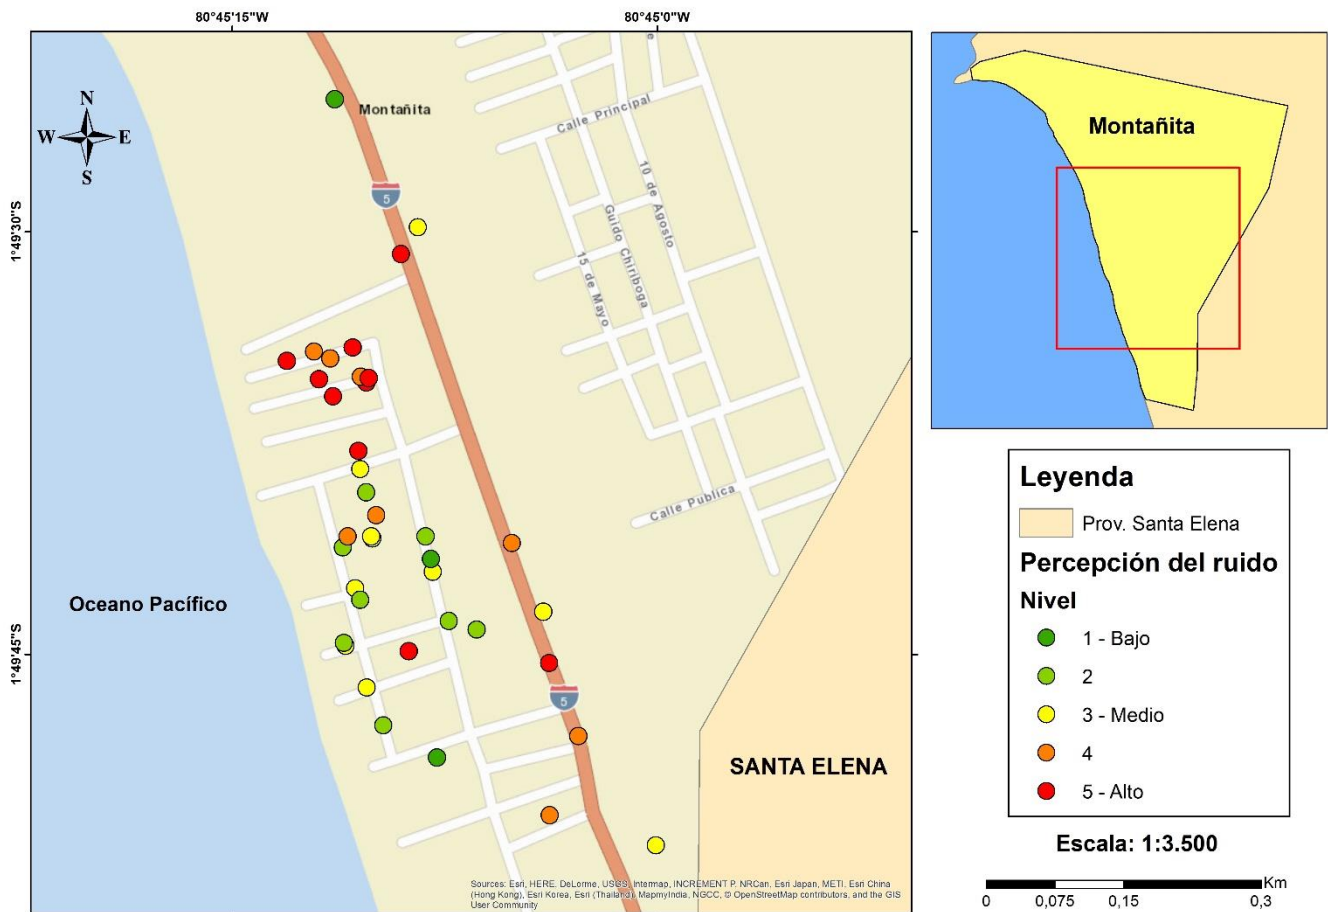 80°45'15"W
80°45'0"W
1°49'30"S
1°49'45"S
N
W
E
S
Montañita
5
Calle Principal
10 de Agosto
Guido Chiriboga
15 de Mayo
Calle Publica
Oceano Pacífico
5
SANTA ELENA
Sources: Esri, HERE, DeLorme, USGS, Intermap, INCREMENT P, NRCan, Esri Japan, METI, Esri China
(Hong Kong), Esri Korea, Esri (Thailand), MapmyIndia, NGCC, © OpenStreetMap contributors, and the GIS
User Community
Montañita
Leyenda
Prov. Santa Elena
Percepción del ruido
Nivel
1 - Bajo
2
3 - Medio
4
5 - Alto
Escala: 1:3.500
Km
0 0,075 0,15 0,3